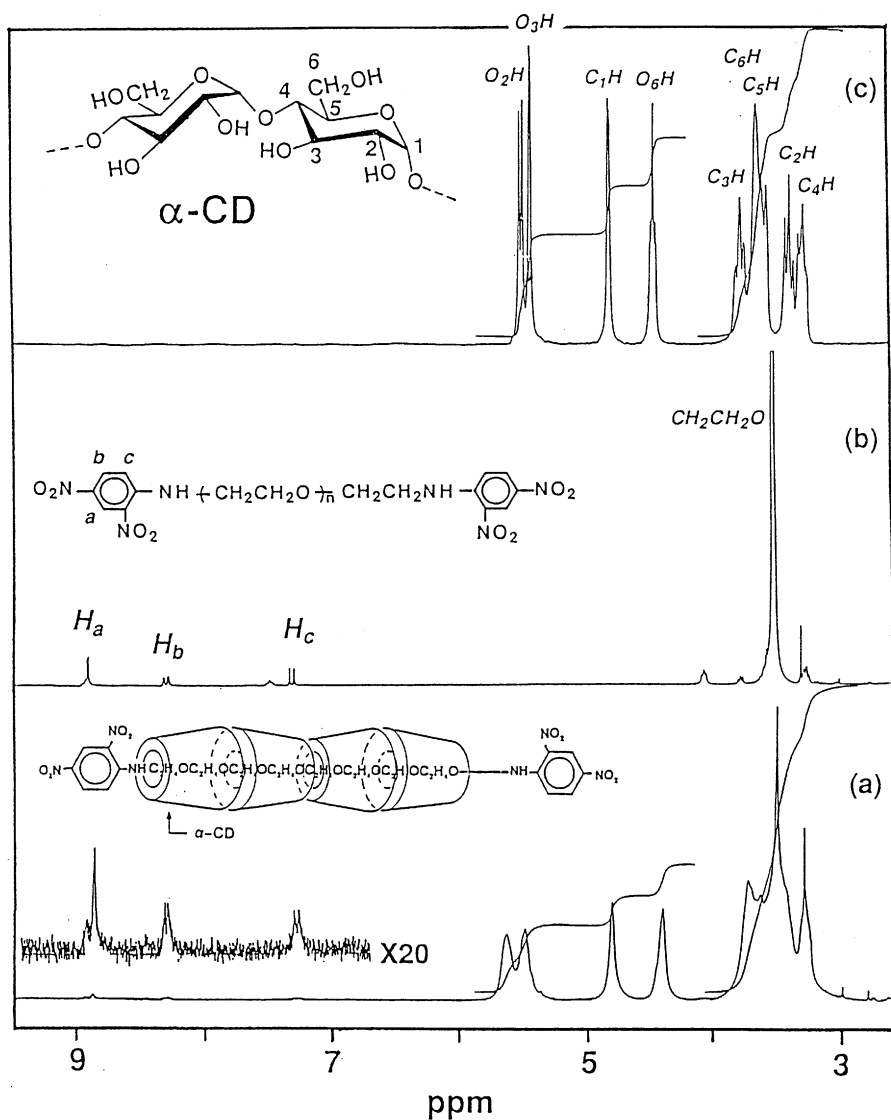 O₃H
O₂H C₁H O₆H C₆H C₅H (c)
C₃H C₂H C₄H
6
HOCH₂ O 4 CH₂OH
O 5 O
O OH HO 3 2 1
HO HO O
α-CD
CH₂CH₂O (b)
b c
O₂N NH ( CH₂CH₂O )n CH₂CH₂NH NO₂
a NO₂ NO₂
Hₐ H_b H_c
NO₂ NO₂
O₂N NHC₂H₄OC₂H₄OC₂H₄OC₂H₄OC₂H₄OC₂H₄OC₂H₄OC₂H₄O NH NO₂
(a)
α-CD
X20
9 7 5 3
ppm